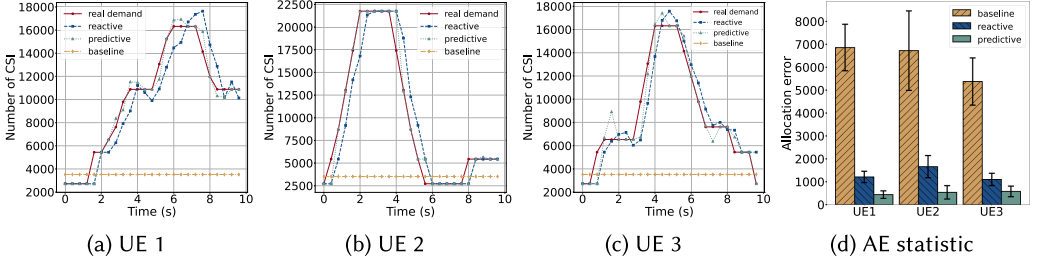 Number of CSI
18000
16000
14000
12000
10000
8000
6000
4000
2000
0 2 4 6 8 10
Time (s)
real demand
reactive
predictive
baseline
(a) UE 1
Number of CSI
22500
20000
17500
15000
12500
10000
7500
5000
2500
0 2 4 6 8 10
Time (s)
real demand
reactive
predictive
baseline
(b) UE 2
Number of CSI
18000
16000
14000
12000
10000
8000
6000
4000
2000
0 2 4 6 8 10
Time (s)
real demand
reactive
predictive
baseline
(c) UE 3
Allocation error
9000
8000
7000
6000
5000
4000
3000
2000
1000
0
UE1 UE2 UE3
baseline
reactive
predictive
(d) AE statistic